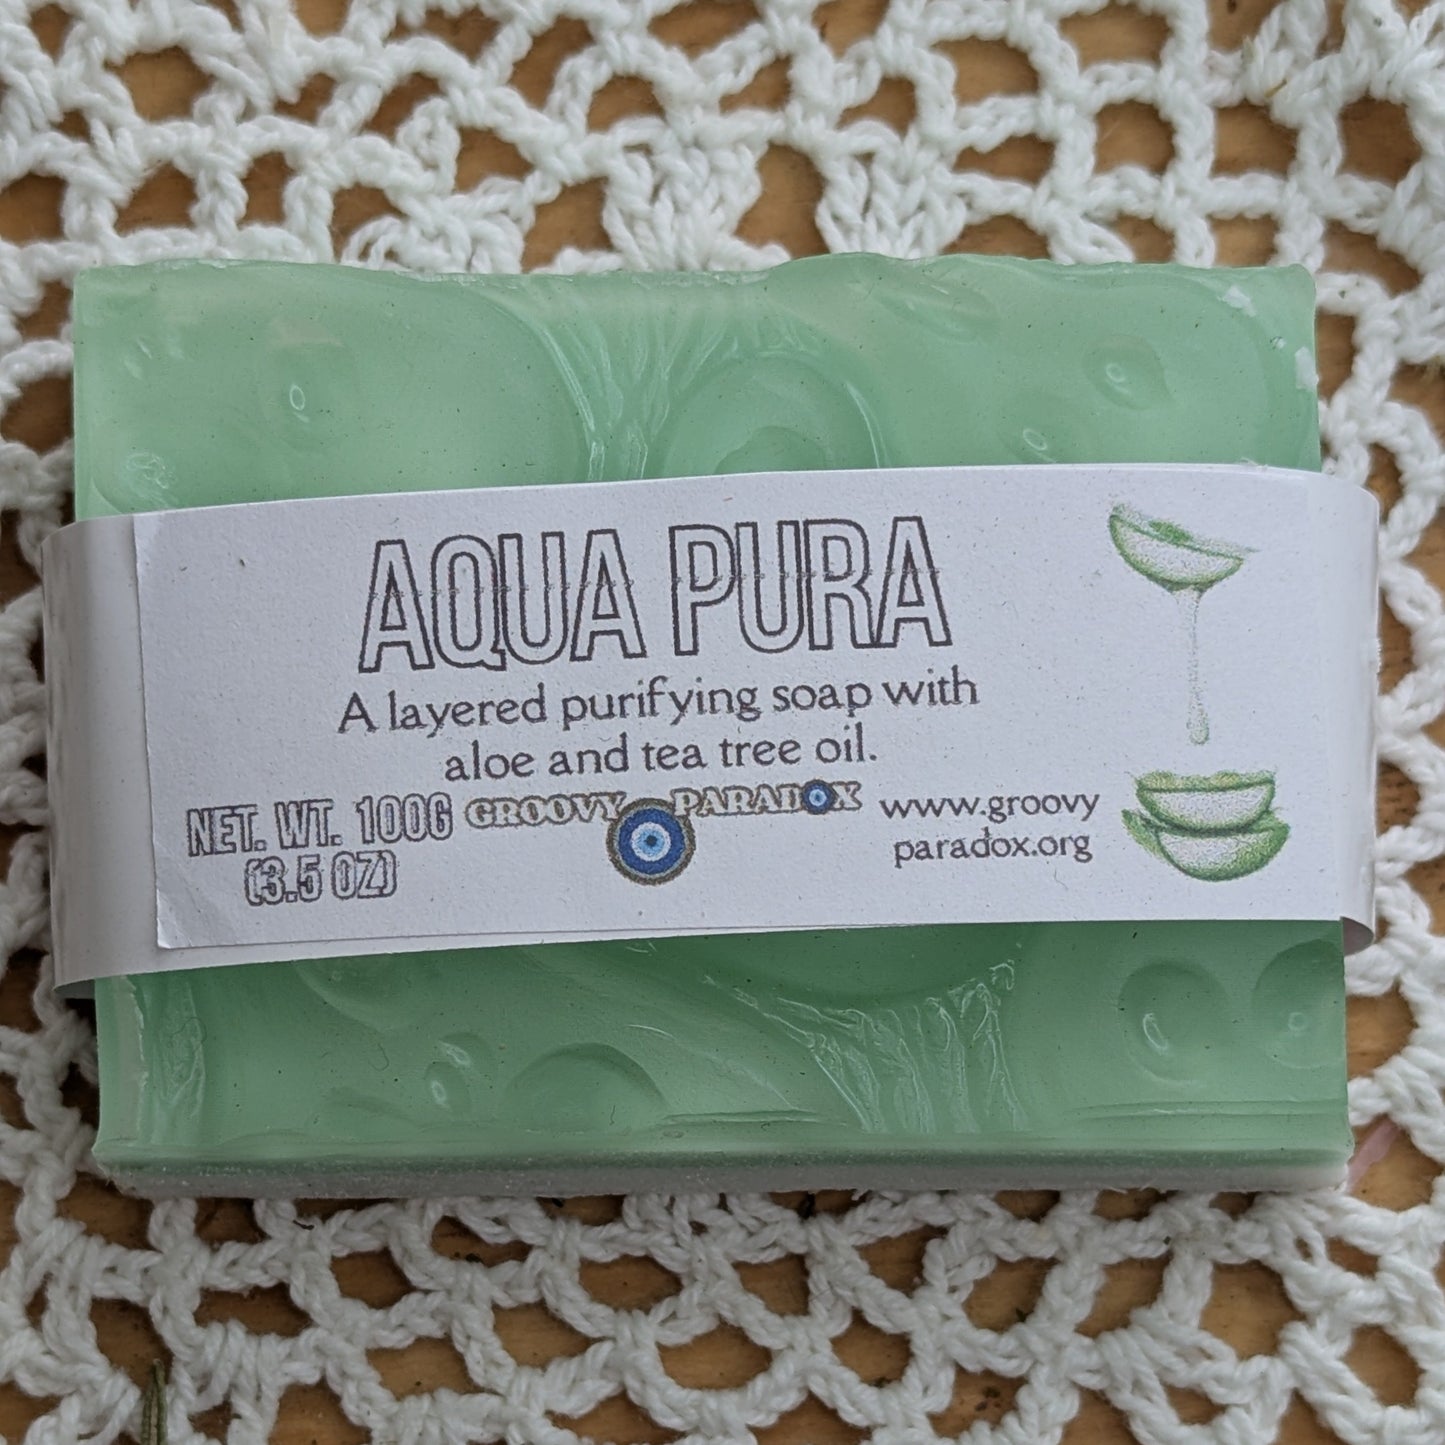 AQUA PURA
A layered purifying soap with
aloe and tea tree oil.
NET. WT. 100G
(3.5 OZ)
GROOVY PARADOX
www.groovy
paradox.org